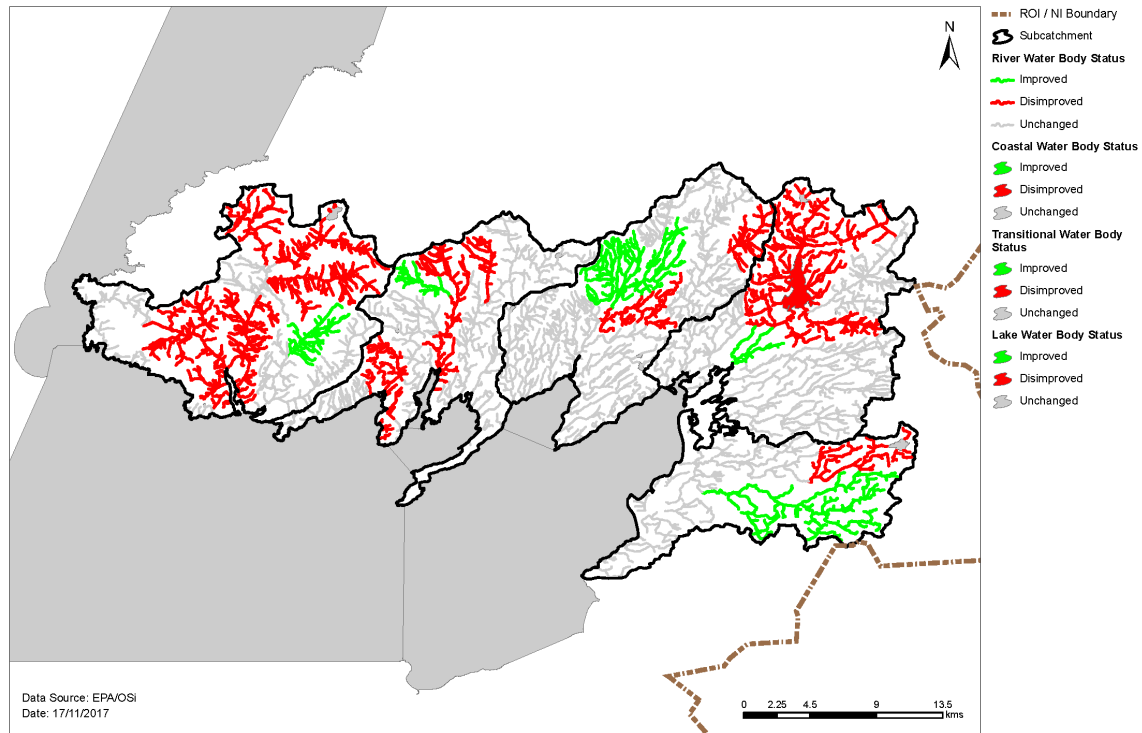 N
ROI / NI Boundary
Subcatchment
River Water Body Status
Improved
Disimproved
Unchanged
Coastal Water Body Status
Improved
Disimproved
Unchanged
Transitional Water Body
Status
Improved
Disimproved
Unchanged
Lake Water Body Status
Improved
Disimproved
Unchanged
Data Source: EPA/OSi
Date: 17/11/2017
0 2.25 4.5 9 13.5
kms